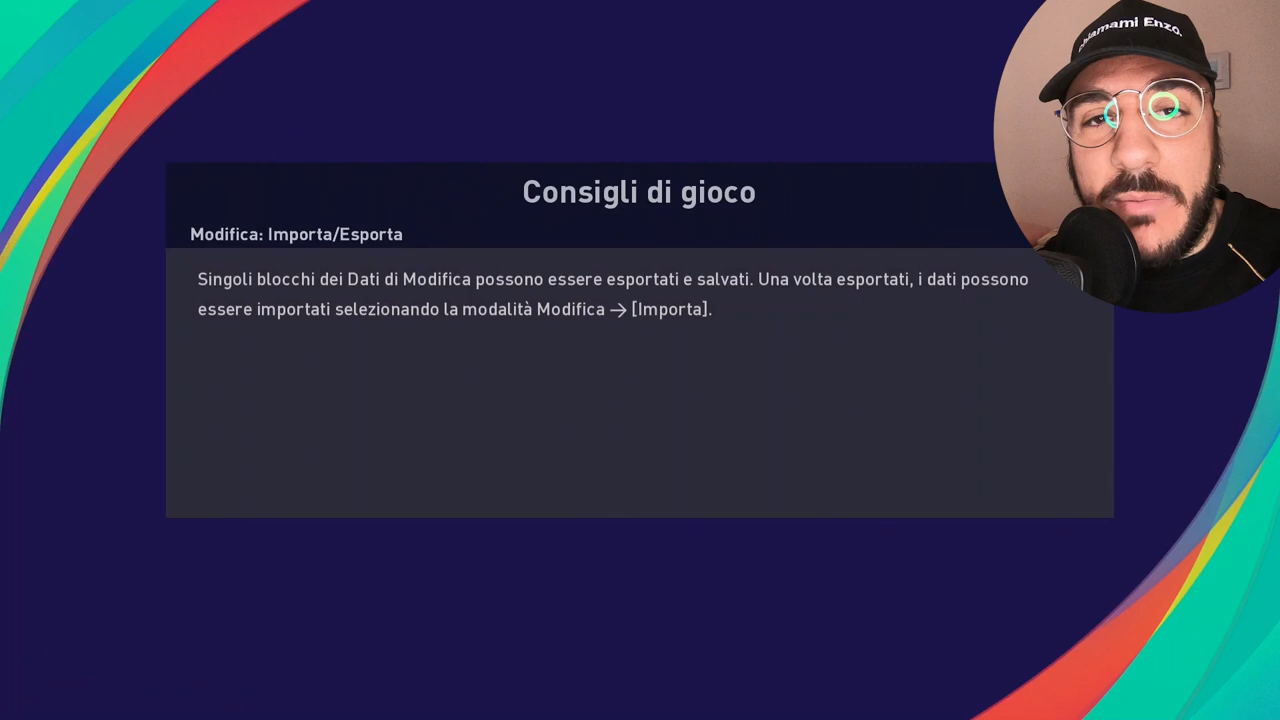 chiamami Enzo.
Consigli di gioco
Modifica: Importa/Esporta
Singoli blocchi dei Dati di Modifica possono essere esportati e salvati. Una volta esportati, i dati possono
essere importati selezionando la modalità Modifica → [Importa].